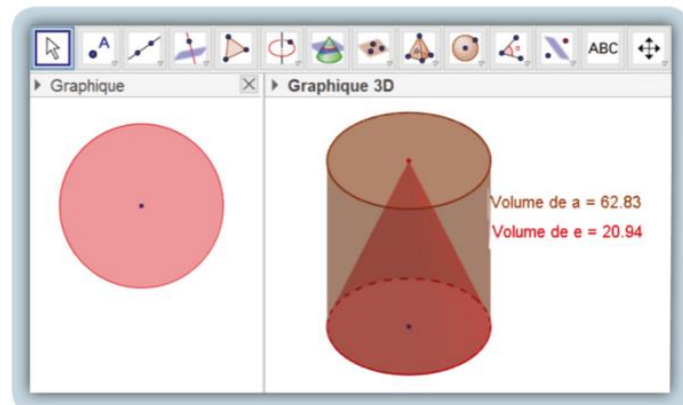 A
ABC
Graphique
Graphique 3D
Volume de a = 62.83
Volume de e = 20.94